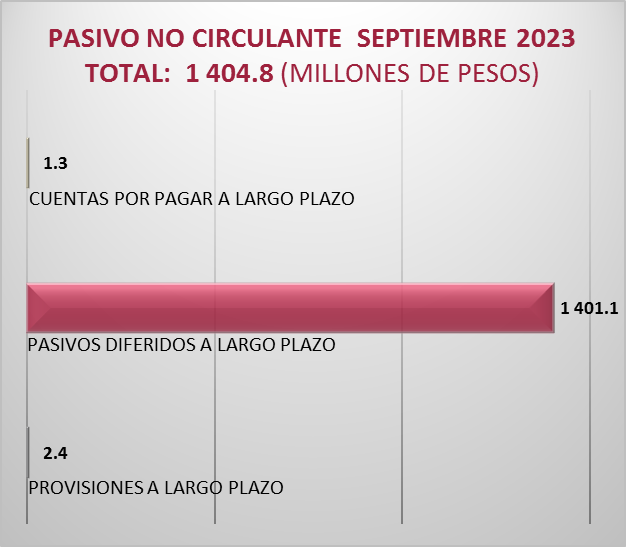 PASIVO NO CIRCULANTE SEPTIEMBRE 2023
TOTAL: 1 404.8 (MILLONES DE PESOS)
1.3
CUENTAS POR PAGAR A LARGO PLAZO
1 401.1
PASIVOS DIFERIDOS A LARGO PLAZO
2.4
PROVISIONES A LARGO PLAZO